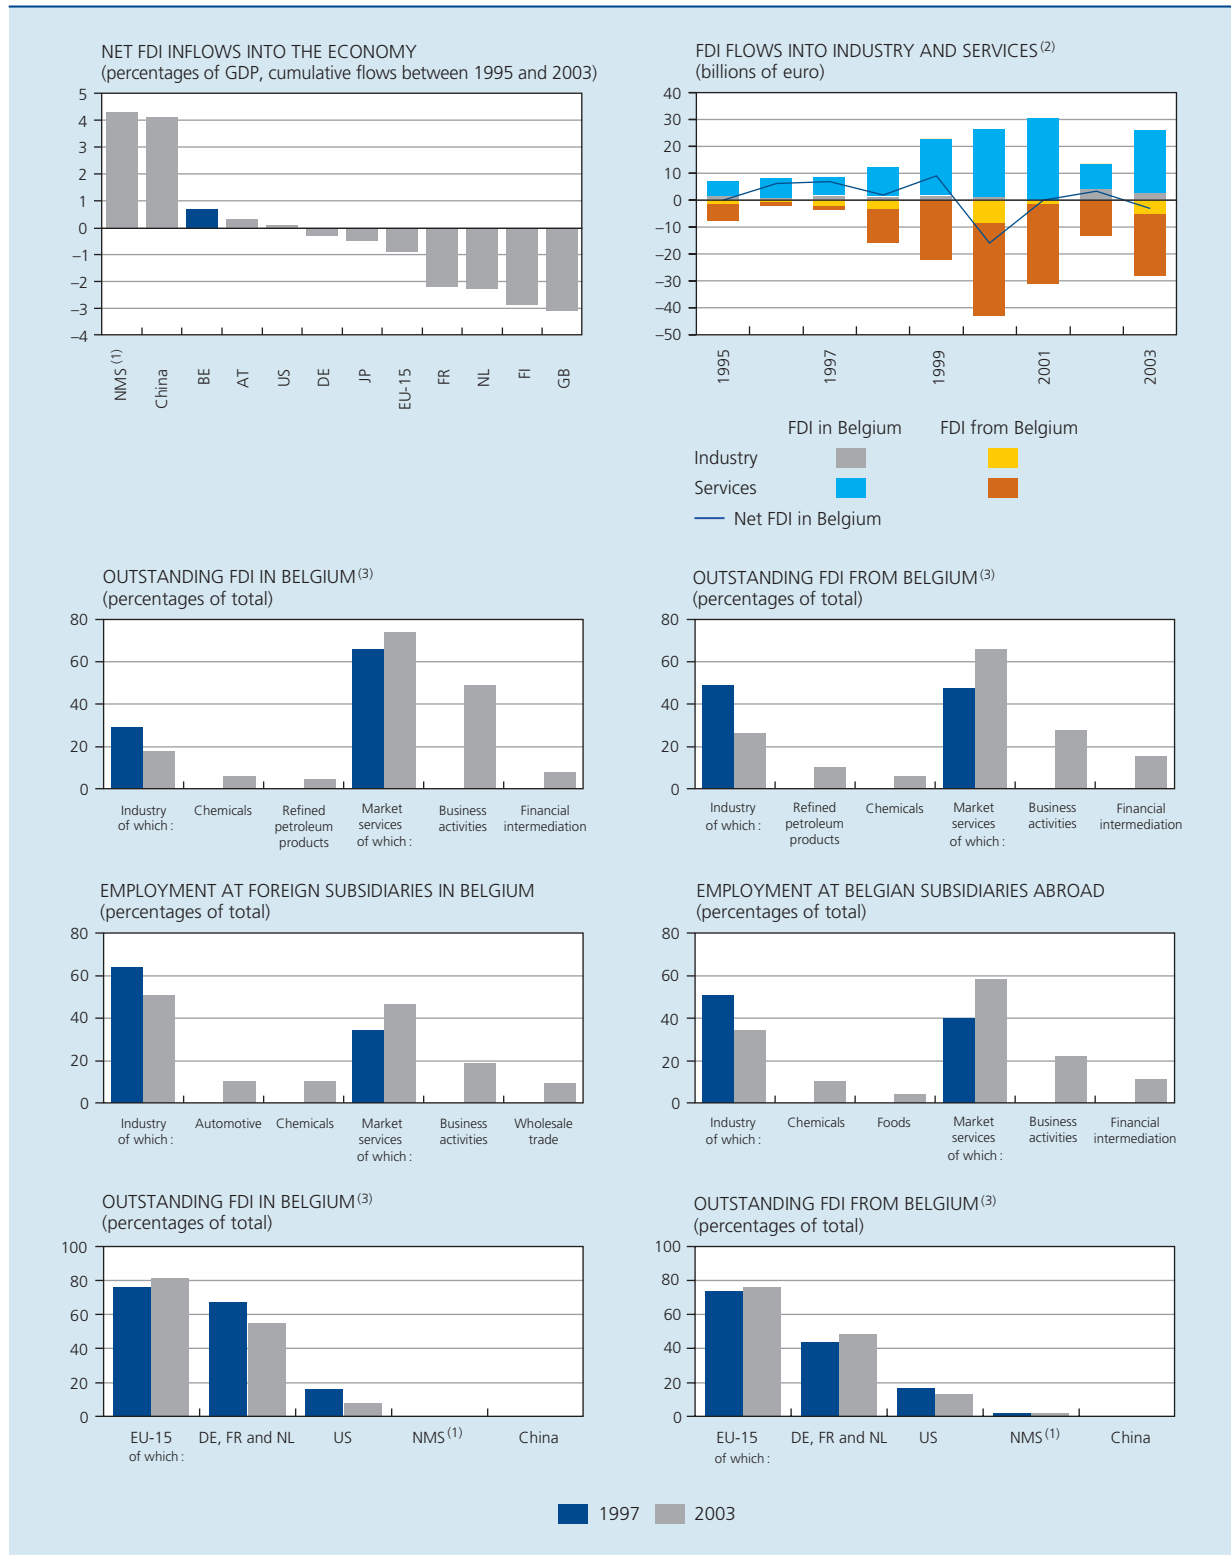 NET FDI INFLOWS INTO THE ECONOMY
(percentages of GDP, cumulative flows between 1995 and 2003)
5
4
3
2
1
0
–1
–2
–3
–4
NMS (1)
China
BE
AT
US
DE
JP
EU-15
FR
NL
FI
GB
FDI FLOWS INTO INDUSTRY AND SERVICES (2)
(billions of euro)
40
30
20
10
0
–10
–20
–30
–40
–50
1995
1997
1999
2001
2003
FDI in Belgium FDI from Belgium
Industry
Services
Net FDI in Belgium
OUTSTANDING FDI IN BELGIUM (3)
(percentages of total)
80
60
40
20
0
Industry
of which :
Chemicals
Refined
petroleum
products
Market
services
of which :
Business
activities
Financial
intermediation
OUTSTANDING FDI FROM BELGIUM (3)
(percentages of total)
80
60
40
20
0
Industry
of which :
Refined
petroleum
products
Chemicals
Market
services
of which :
Business
activities
Financial
intermediation
EMPLOYMENT AT FOREIGN SUBSIDIARIES IN BELGIUM
(percentages of total)
80
60
40
20
0
Industry
of which :
Automotive
Chemicals
Market
services
of which :
Business
activities
Wholesale
trade
EMPLOYMENT AT BELGIAN SUBSIDIARIES ABROAD
(percentages of total)
80
60
40
20
0
Industry
of which :
Chemicals
Foods
Market
services
of which :
Business
activities
Financial
intermediation
OUTSTANDING FDI IN BELGIUM (3)
(percentages of total)
100
80
60
40
20
0
EU-15
of which :
DE, FR and NL
US
NMS (1)
China
OUTSTANDING FDI FROM BELGIUM (3)
(percentages of total)
100
80
60
40
20
0
EU-15
of which :
DE, FR and NL
US
NMS (1)
China
1997 2003